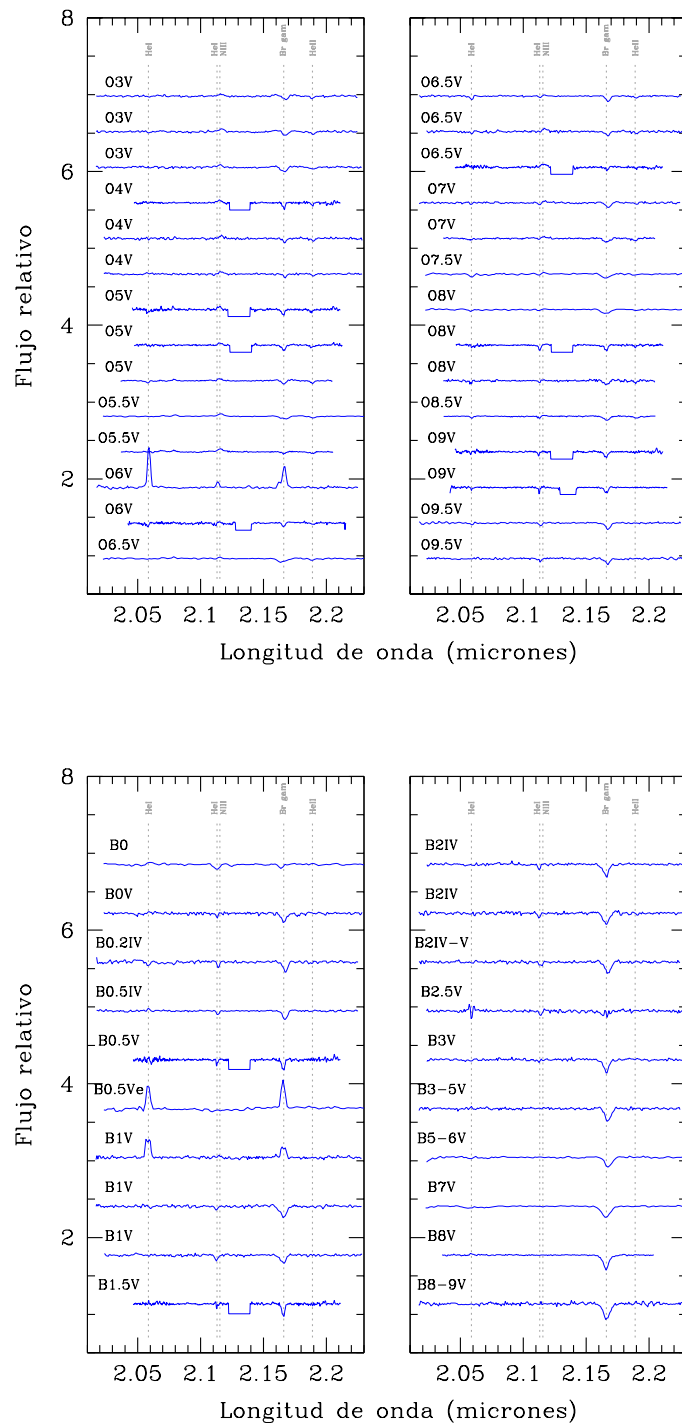 HeI HeI NIII Br gam HeII
HeI HeI NIII Br gam HeII
8
6
4
2
Flujo relativo
O3V
O3V
O3V
O4V
O4V
O4V
O5V
O5V
O5V
O5.5V
O5.5V
O6V
O6V
O6.5V
O6.5V
O6.5V
O6.5V
O7V
O7V
O7.5V
O8V
O8V
O8V
O8.5V
O9V
O9V
O9.5V
O9.5V
2.05 2.1 2.15 2.2
2.05 2.1 2.15 2.2
Longitud de onda (micrones)
HeI HeI NIII Br gam HeII
HeI HeI NIII Br gam HeII
8
6
4
2
Flujo relativo
B0
B0V
B0.2IV
B0.5IV
B0.5V
B0.5Ve
B1V
B1V
B1V
B1.5V
B2IV
B2IV
B2IV-V
B2.5V
B3V
B3-5V
B5-6V
B7V
B8V
B8-9V
2.05 2.1 2.15 2.2
2.05 2.1 2.15 2.2
Longitud de onda (micrones)